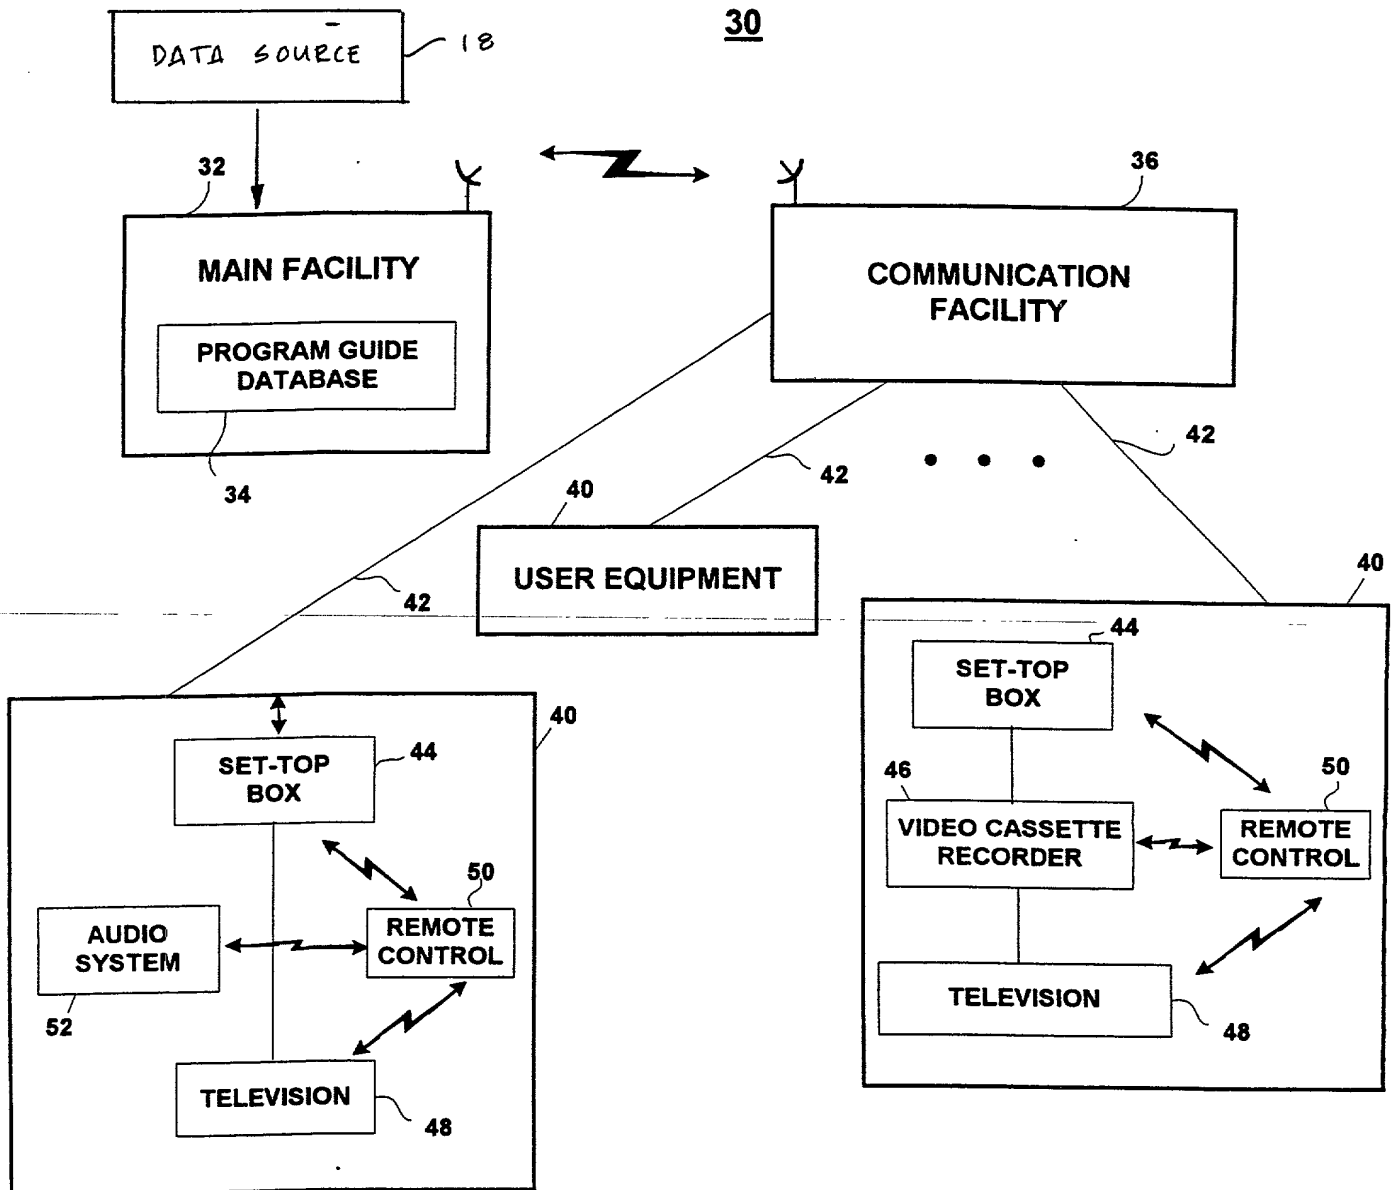 30
DATA SOURCE
18
32
MAIN FACILITY
PROGRAM GUIDE
DATABASE
34
36
COMMUNICATION
FACILITY
42
42
42
40
USER EQUIPMENT
40
SET-TOP
BOX
44
50
REMOTE
CONTROL
AUDIO
SYSTEM
52
TELEVISION
48
40
44
SET-TOP
BOX
46
VIDEO CASSETTE
RECORDER
50
REMOTE
CONTROL
TELEVISION
48